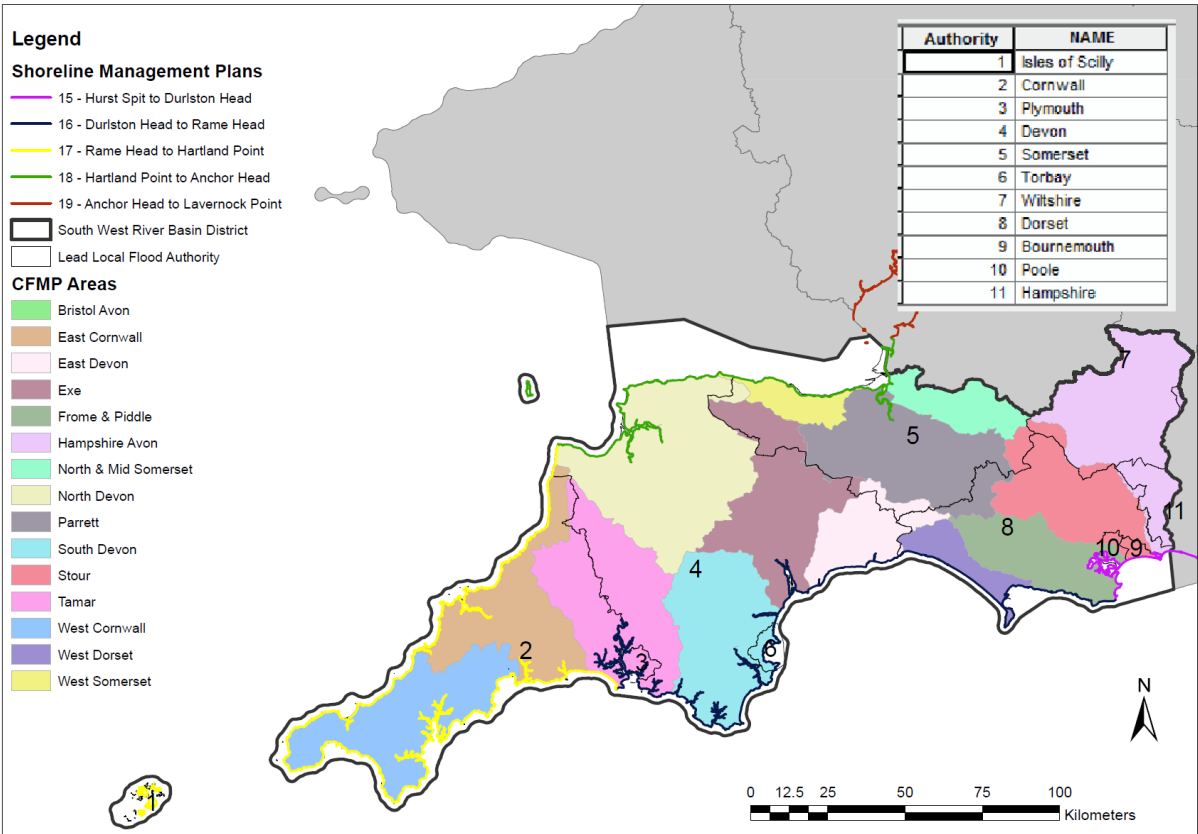 Legend
Shoreline Management Plans
15 - Hurst Spit to Durlston Head
16 - Durlston Head to Rame Head
17 - Rame Head to Hartland Point
18 - Hartland Point to Anchor Head
19 - Anchor Head to Lavernock Point
South West River Basin District
Lead Local Flood Authority
CFMP Areas
Bristol Avon
East Cornwall
East Devon
Exe
Frome & Piddle
Hampshire Avon
North & Mid Somerset
North Devon
Parrett
South Devon
Stour
Tamar
West Cornwall
West Dorset
West Somerset
Authority NAME
1 Isles of Scilly
2 Cornwall
3 Plymouth
4 Devon
5 Somerset
6 Torbay
7 Wiltshire
8 Dorset
9 Bournemouth
10 Poole
11 Hampshire
7
5
11
8
10 9
4
2
3
6
1
N
0 12.5 25 50 75 100
Kilometers